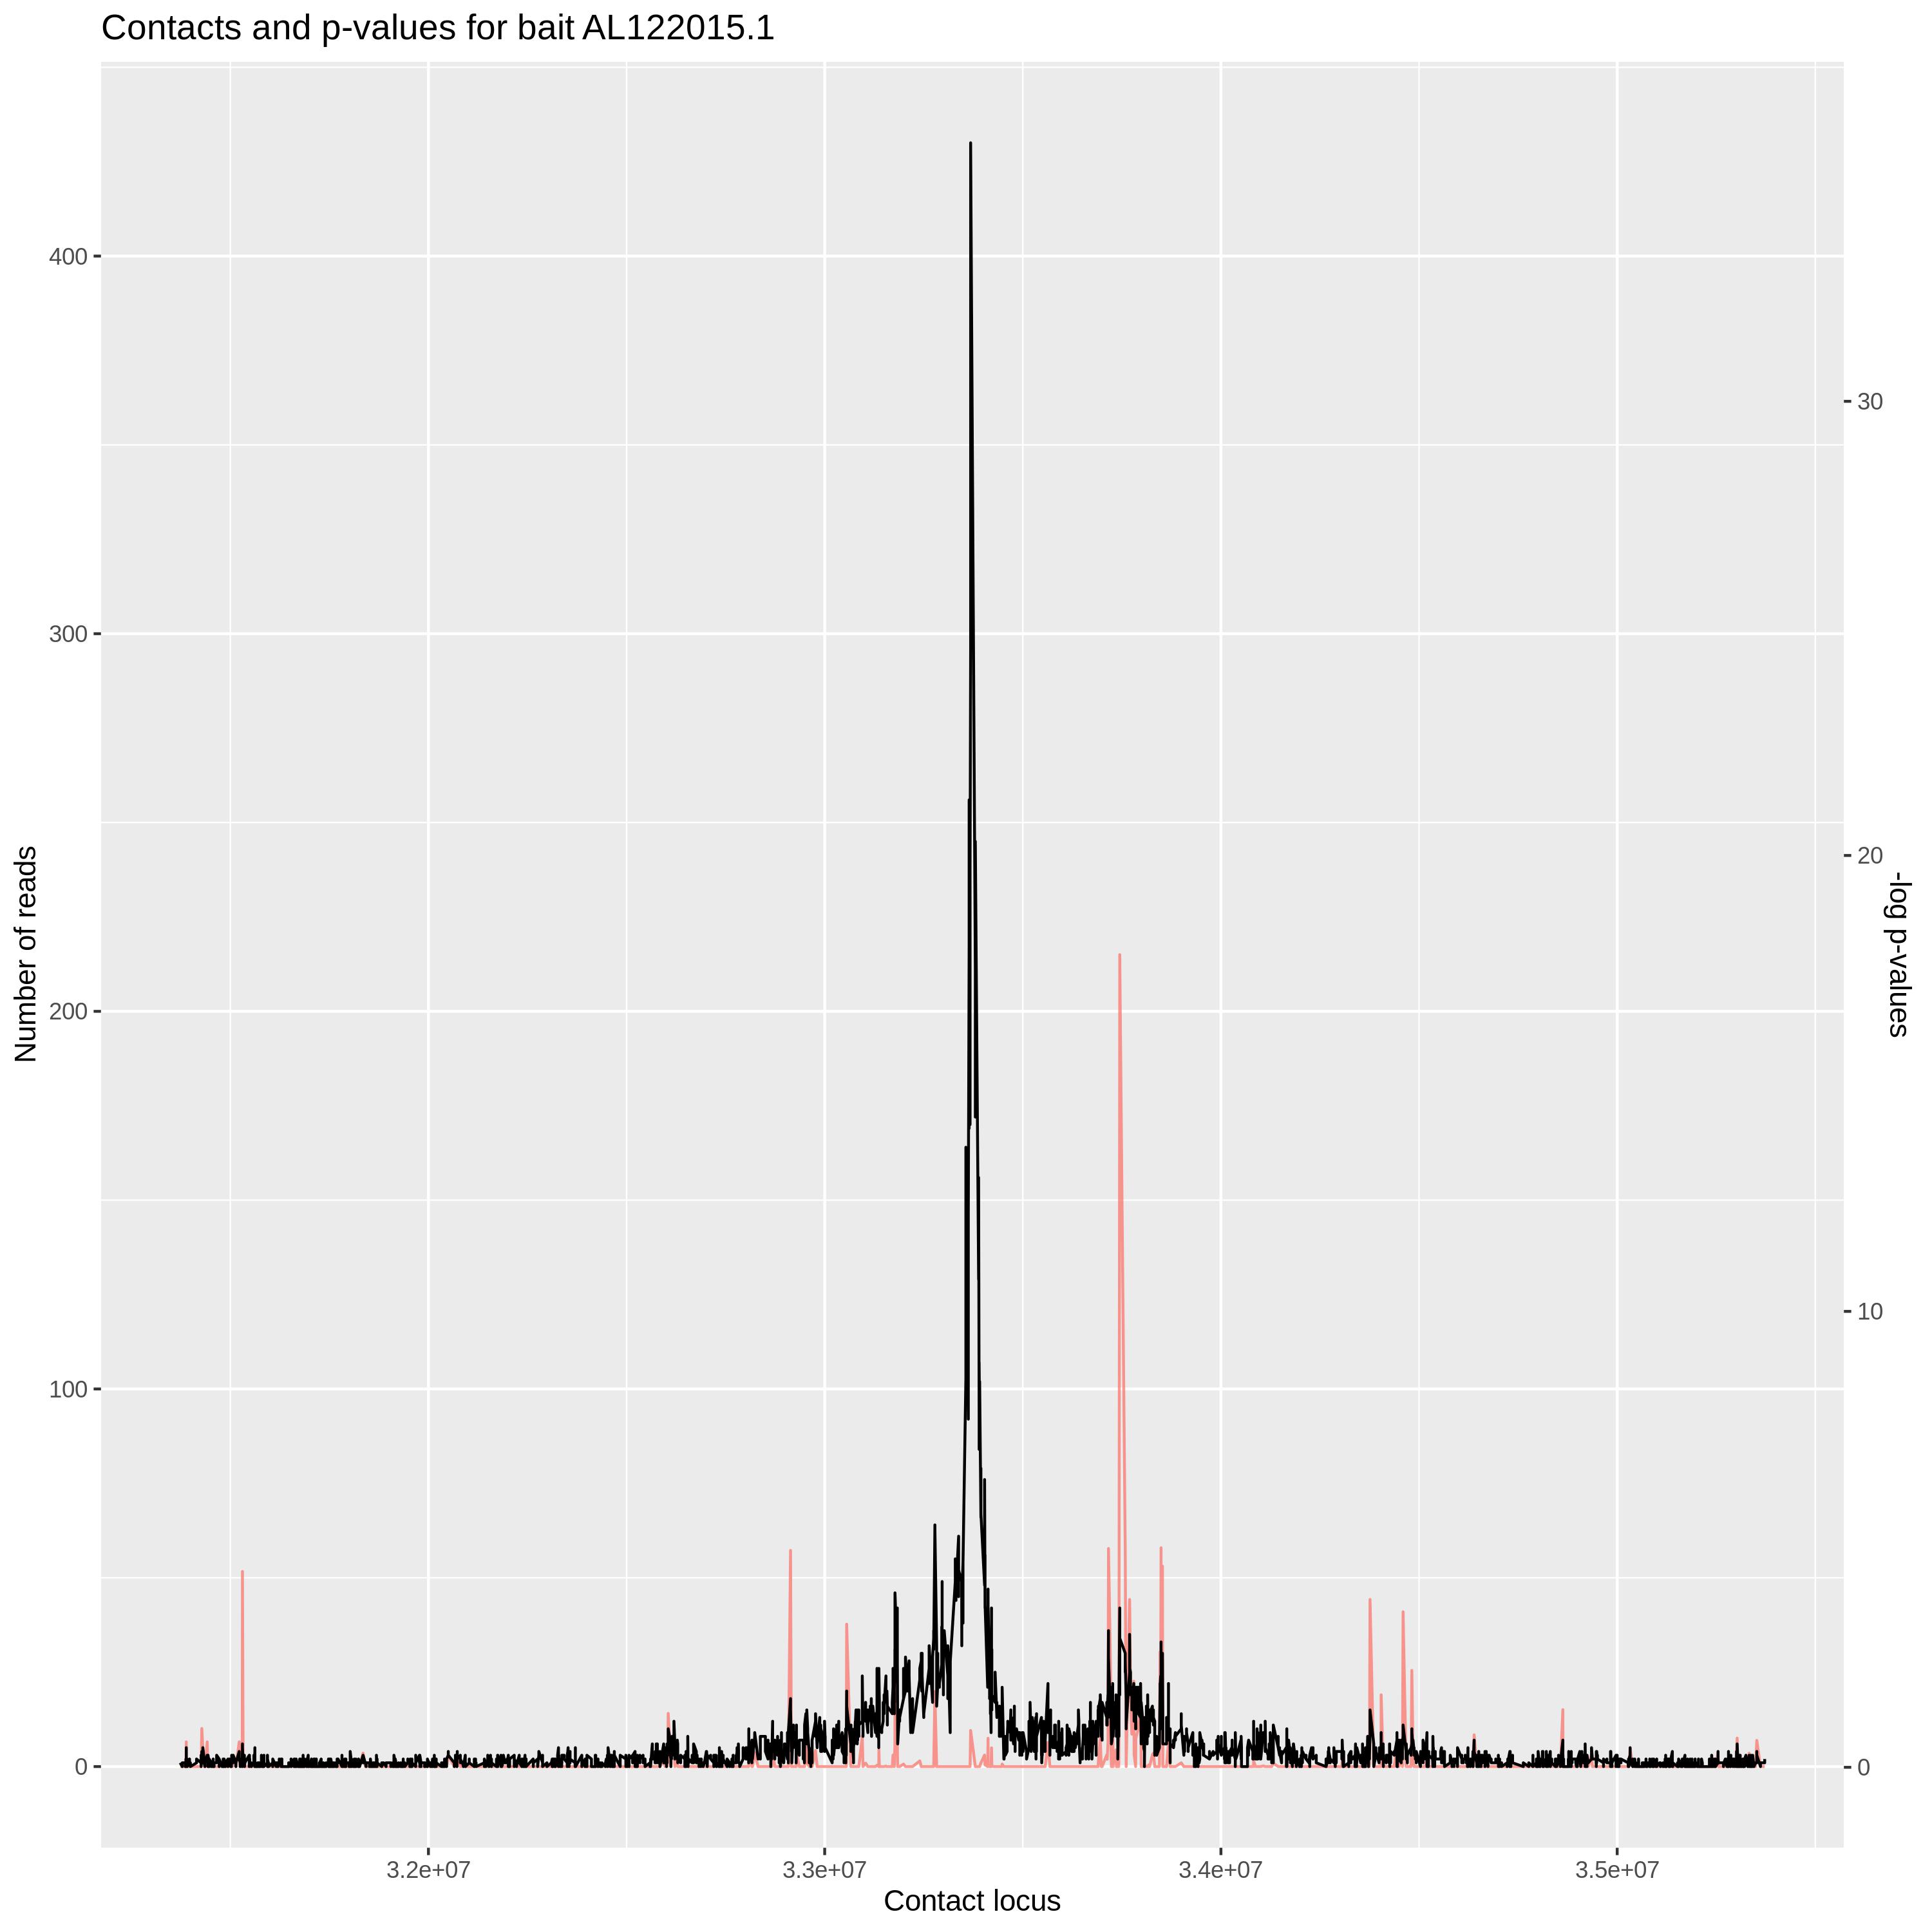 Contacts and p-values for bait AL122015.1
400
300
200
100
0
30
20
10
0
Number of reads
-log p-values
3.2e+07
3.3e+07
3.4e+07
3.5e+07
Contact locus